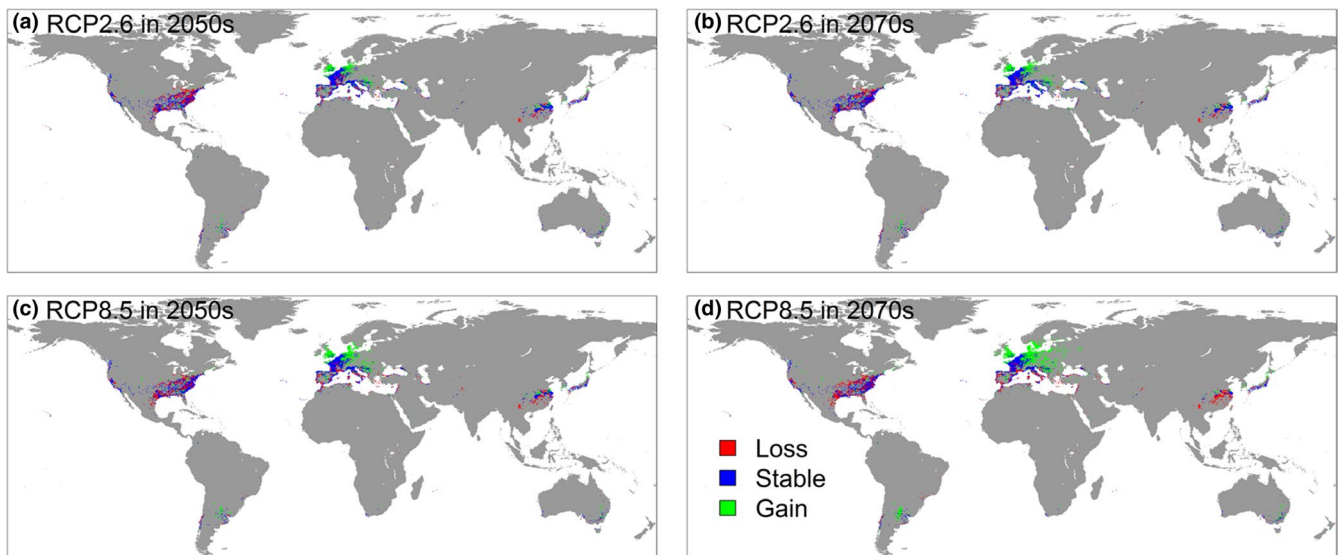 (a) RCP2.6 in 2050s
(b) RCP2.6 in 2070s
(c) RCP8.5 in 2050s
(d) RCP8.5 in 2070s
Loss
Stable
Gain